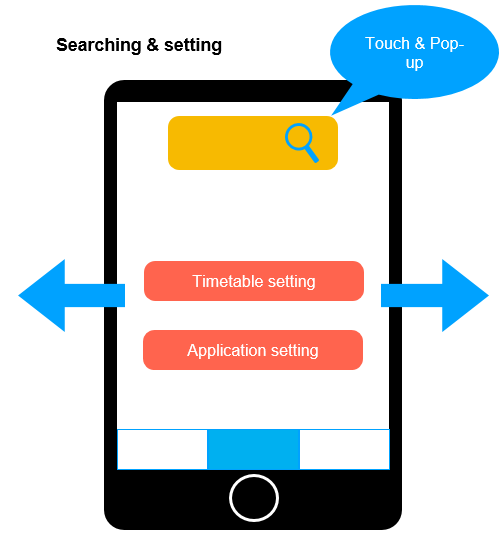 Searching & setting
Touch & Pop-
up
Timetable setting
Application setting